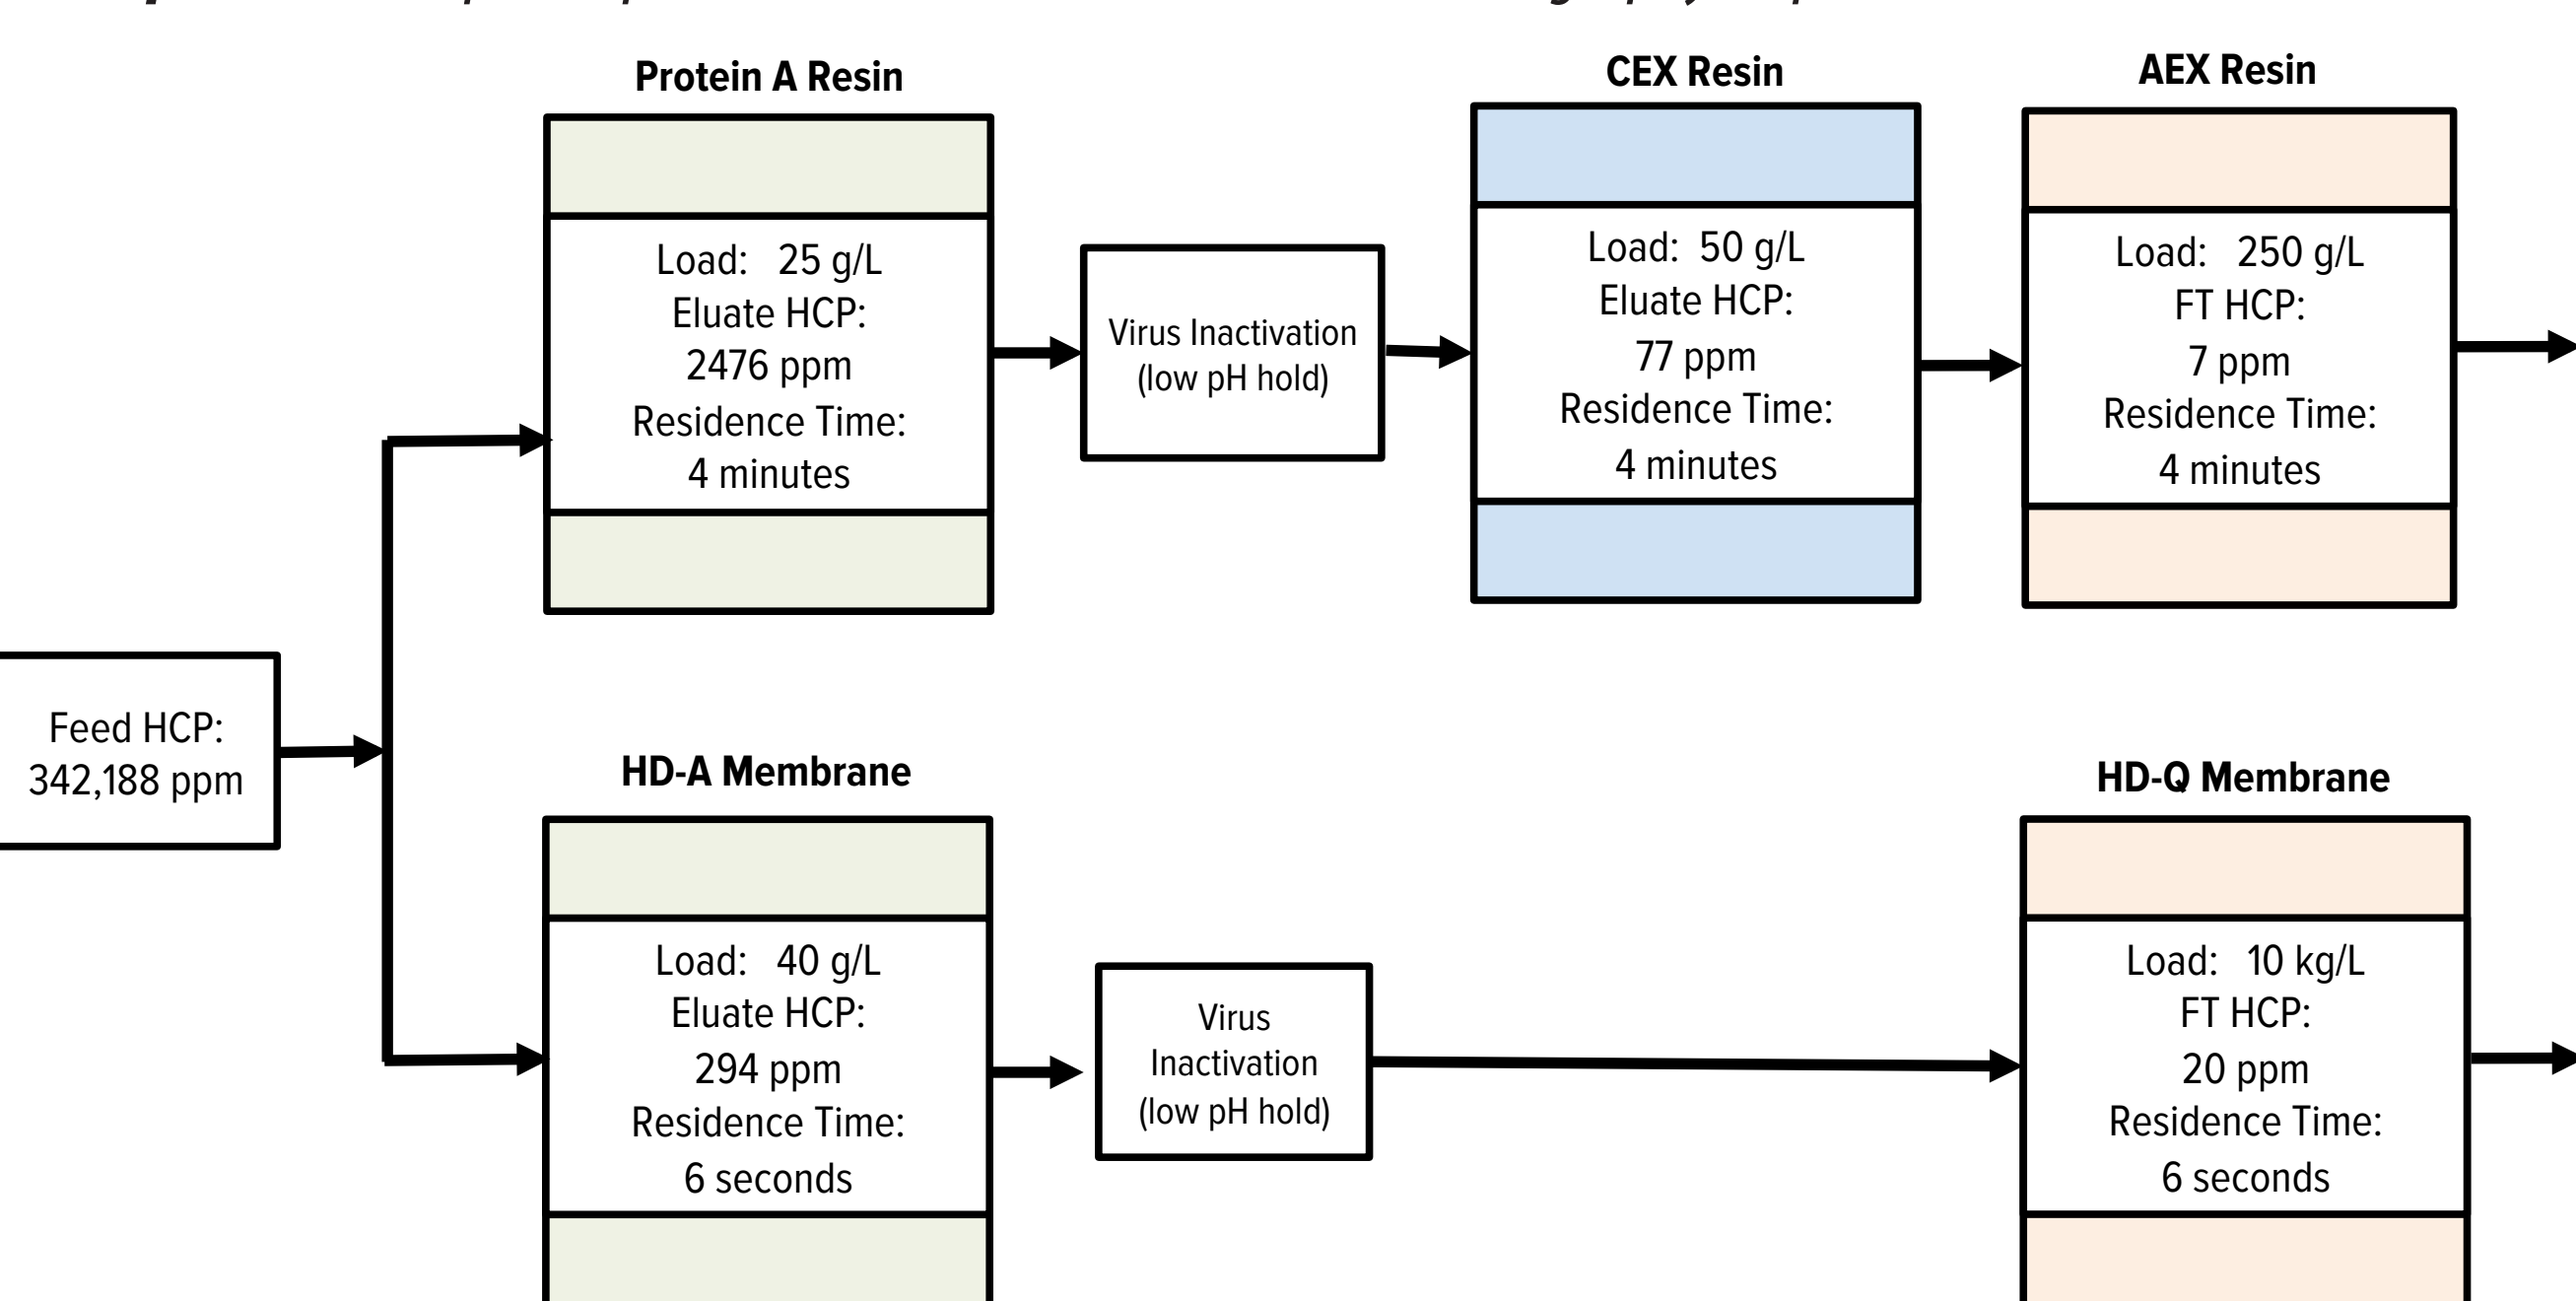 Protein A Resin
Load: 25 g/L
Eluate HCP:
2476 ppm
Residence Time:
4 minutes
Virus Inactivation
(low pH hold)
CEX Resin
Load: 50 g/L
Eluate HCP:
77 ppm
Residence Time:
4 minutes
AEX Resin
Load: 250 g/L
FT HCP:
7 ppm
Residence Time:
4 minutes
Feed HCP:
342,188 ppm
HD-A Membrane
Load: 40 g/L
Eluate HCP:
294 ppm
Residence Time:
6 seconds
Virus
Inactivation
(low pH hold)
HD-Q Membrane
Load: 10 kg/L
FT HCP:
20 ppm
Residence Time:
6 seconds